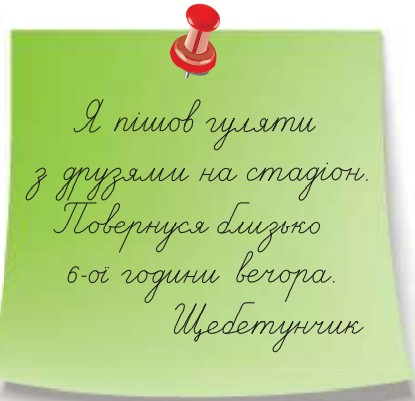 Я пішов гуляти
з друзями на стадіон.
Повернуся близько
6-ої години вечора.
Щебетунчик